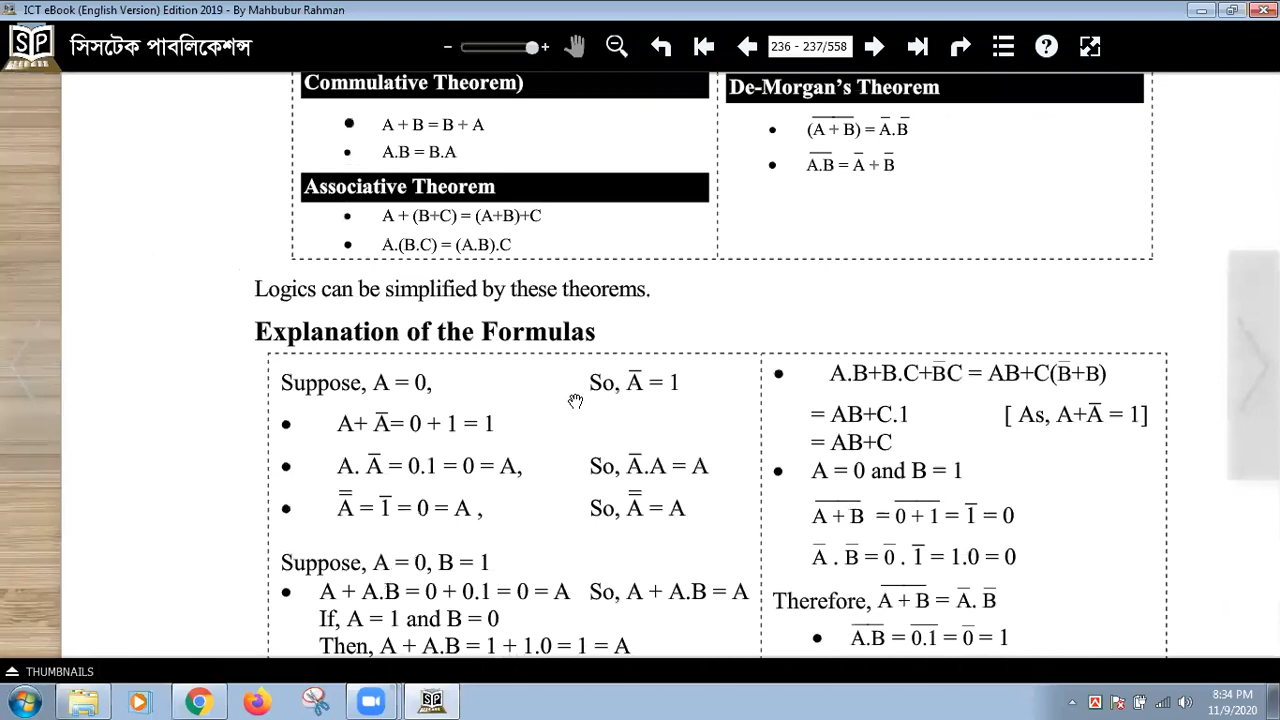 ICT eBook (English Version) Edition 2019 - By Mahbubur Rahman
সিসটেক পাবলিকেশন্স
236 - 237/558
Commulative Theorem)
• A + B = B + A
• A.B = B.A
Associative Theorem
• A + (B+C) = (A+B)+C
• A.(B.C) = (A.B).C
De-Morgan's Theorem
• (A̅ ̅+̅ ̅B̅) = A̅.B̅
• A̅.̅B̅ = A̅ + B̅
Logics can be simplified by these theorems.
Explanation of the Formulas
Suppose, A = 0, So, A̅ = 1
• A+ A̅= 0 + 1 = 1
• A. A̅ = 0.1 = 0 = A, So, A̅.A = A
• A̿ = 1̅ = 0 = A , So, A̿ = A
Suppose, A = 0, B = 1
• A + A.B = 0 + 0.1 = 0 = A So, A + A.B = A
If, A = 1 and B = 0
Then, A + A.B = 1 + 1.0 = 1 = A
• A.B+B.C+B̅C = AB+C(B̅+B)
= AB+C.1 [ As, A+A̅ = 1]
= AB+C
• A = 0 and B = 1
A̅ ̅+̅ ̅B̅ = 0̅ ̅+̅ ̅1̅ = 1̅ = 0
A̅ . B̅ = 0̅ . 1̅ = 1.0 = 0
Therefore, A̅ ̅+̅ ̅B̅ = A̅. B̅
• A̅.̅B̅ = 0̅.̅1̅ = 0̅ = 1
THUMBNAILS
8:34 PM
11/9/2020